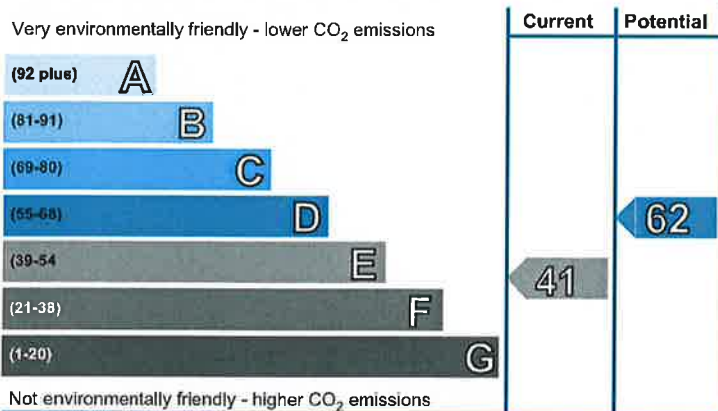 Very environmentally friendly - lower CO₂ emissions
Current
Potential
(92 plus) A
(81-91) B
(69-80) C
(55-68) D
62
(39-54 E
41
(21-38) F
(1-20) G
Not environmentally friendly - higher CO₂ emissions